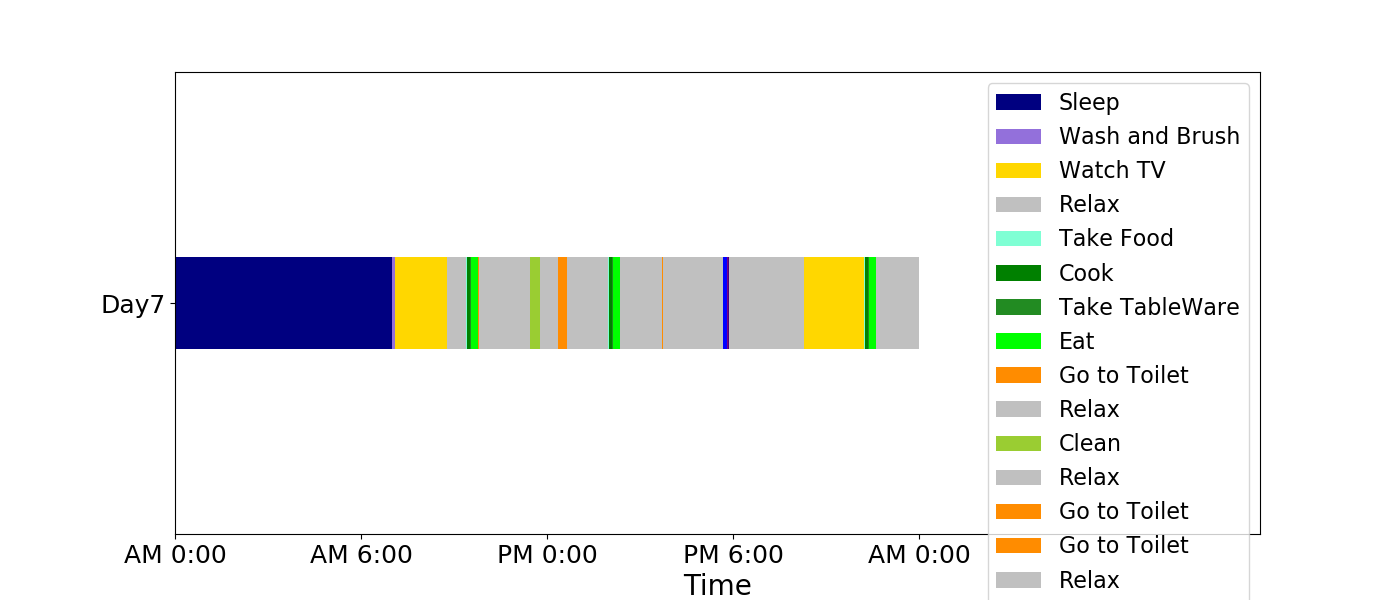 Sleep
Wash and Brush
Watch TV
Relax
Take Food
Cook
Take TableWare
Eat
Go to Toilet
Relax
Clean
Relax
Go to Toilet
Go to Toilet
Relax
Day7
AM 0:00 AM 6:00 PM 0:00 PM 6:00 AM 0:00
Time